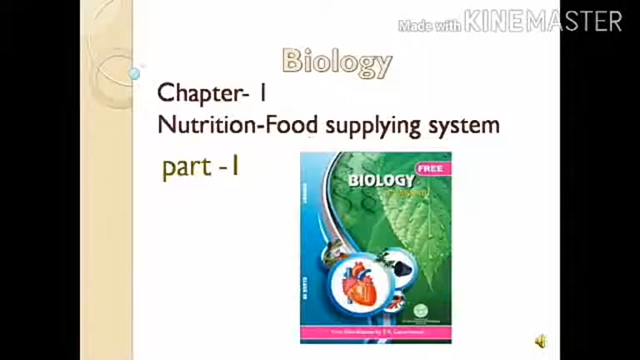 Made with KINEMASTER
Biology
Chapter- 1
Nutrition-Food supplying system
part -1
FREE
BIOLOGY